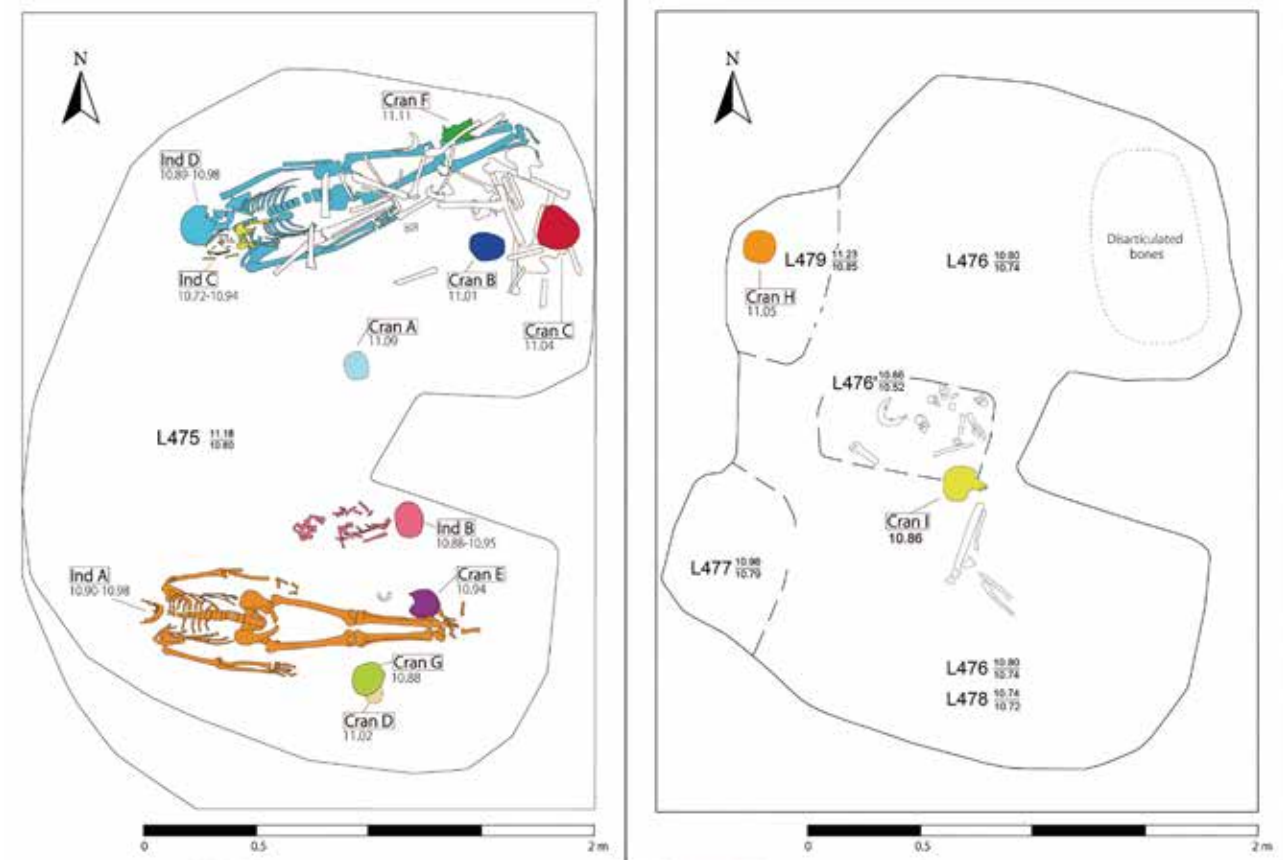 N
Cran F
11.11
Ind D
10.89-10.98
Ind C
10.72-10.94
Cran B
11.01
Cran C
11.04
Cran A
11.09
L475 11.18
10.80
Ind B
10.88-10.95
Ind A
10.90-10.98
Cran E
10.94
Cran G
10.88
Cran D
11.02
0
0.5
2 m
N
Disarticulated
bones
L479 11.23
10.85
L476 10.80
10.74
Cran H
11.05
L476' 10.66
10.52
Cran I
10.86
L477 10.98
10.79
L476 10.80
10.74
L478 10.74
10.72
0
0.5
2 m